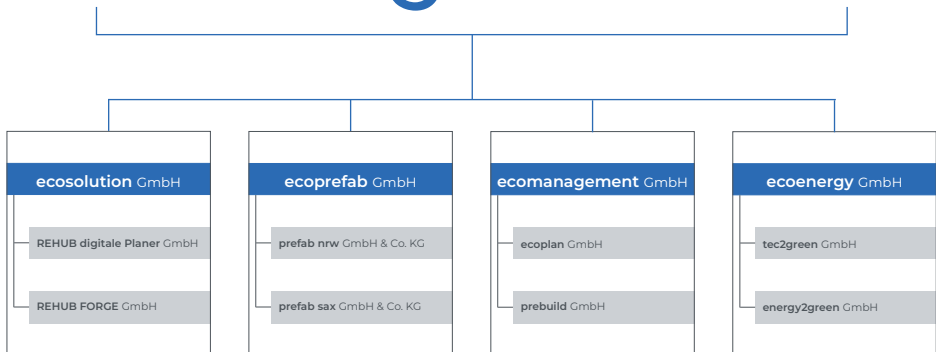 ecosolution GmbH
REHUB digitale Planer GmbH
REHUB FORGE GmbH
ecoprefab GmbH
prefab nrw GmbH & Co. KG
prefab sax GmbH & Co. KG
ecomanagement GmbH
ecoplan GmbH
prebuild GmbH
ecoenergy GmbH
tec2green GmbH
energy2green GmbH